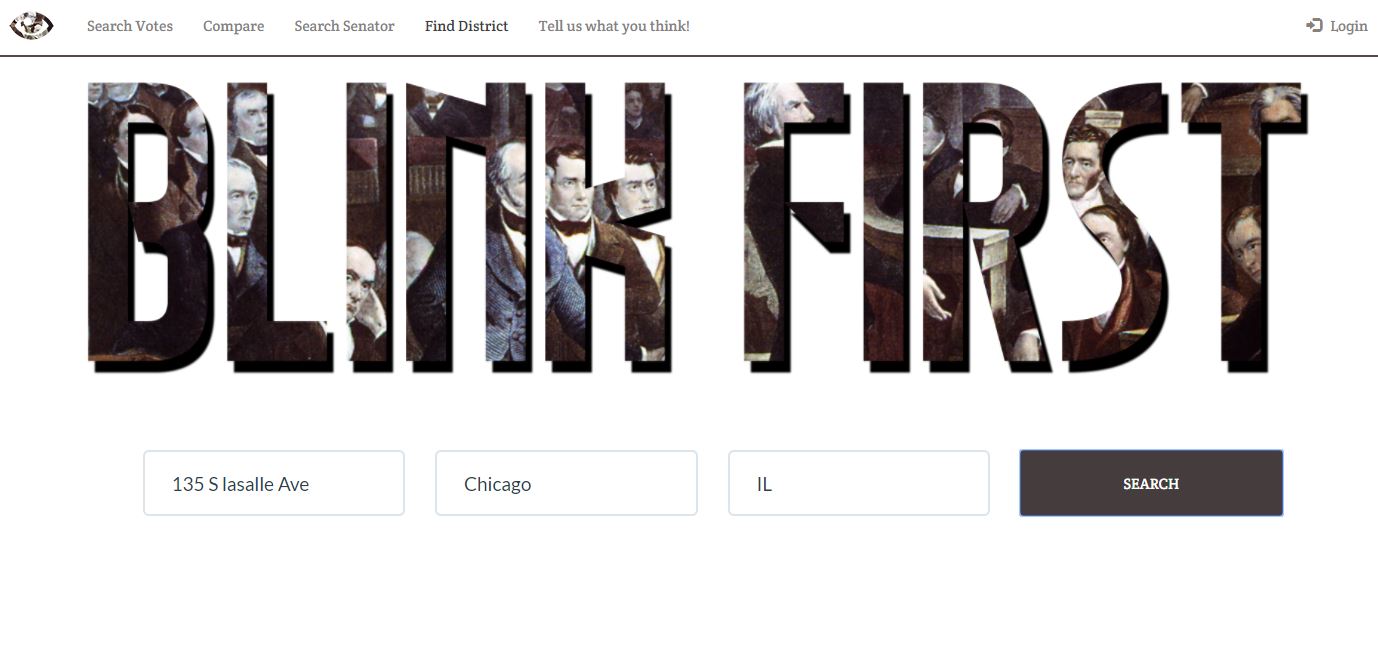 Search Votes Compare Search Senator Find District Tell us what you think! Login
BLINK FIRST
135 S lasalle Ave Chicago IL SEARCH